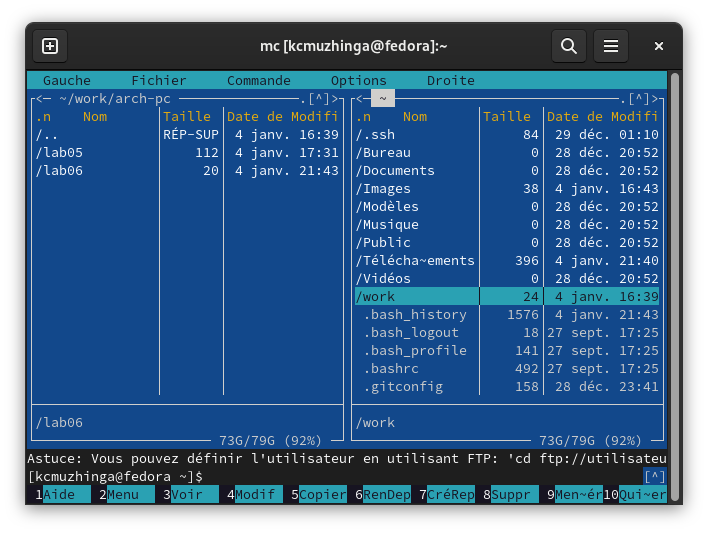 mc [kcmuzhinga@fedora]:~
Gauche Fichier Commande Options Droite
<─ ~/work/arch-pc ─.[^]>
<─ ~ ─.[^]>
.n Nom Taille Date de Modifi
/.. RÉP-SUP 4 janv. 16:39
/lab05 112 4 janv. 17:31
/lab06 20 4 janv. 21:43
/lab06
73G/79G (92%)
.n Nom Taille Date de Modifi
/.ssh 84 29 déc. 01:10
/Bureau 0 28 déc. 20:52
/Documents 0 28 déc. 20:52
/Images 38 4 janv. 16:43
/Modèles 0 28 déc. 20:52
/Musique 0 28 déc. 20:52
/Public 0 28 déc. 20:52
/Télécha~ements 396 4 janv. 21:40
/Vidéos 0 28 déc. 20:52
/work 24 4 janv. 16:39
.bash_history 1576 4 janv. 21:43
.bash_logout 18 27 sept. 17:25
.bash_profile 141 27 sept. 17:25
.bashrc 492 27 sept. 17:25
.gitconfig 158 28 déc. 23:41
/work
73G/79G (92%)
Astuce: Vous pouvez définir l'utilisateur en utilisant FTP: 'cd ftp://utilisateu
[kcmuzhinga@fedora ~]$ [^]
1Aide 2Menu 3Voir 4Modif 5Copier 6RenDep 7CréRep 8Suppr 9Men~ér 10Qui~er